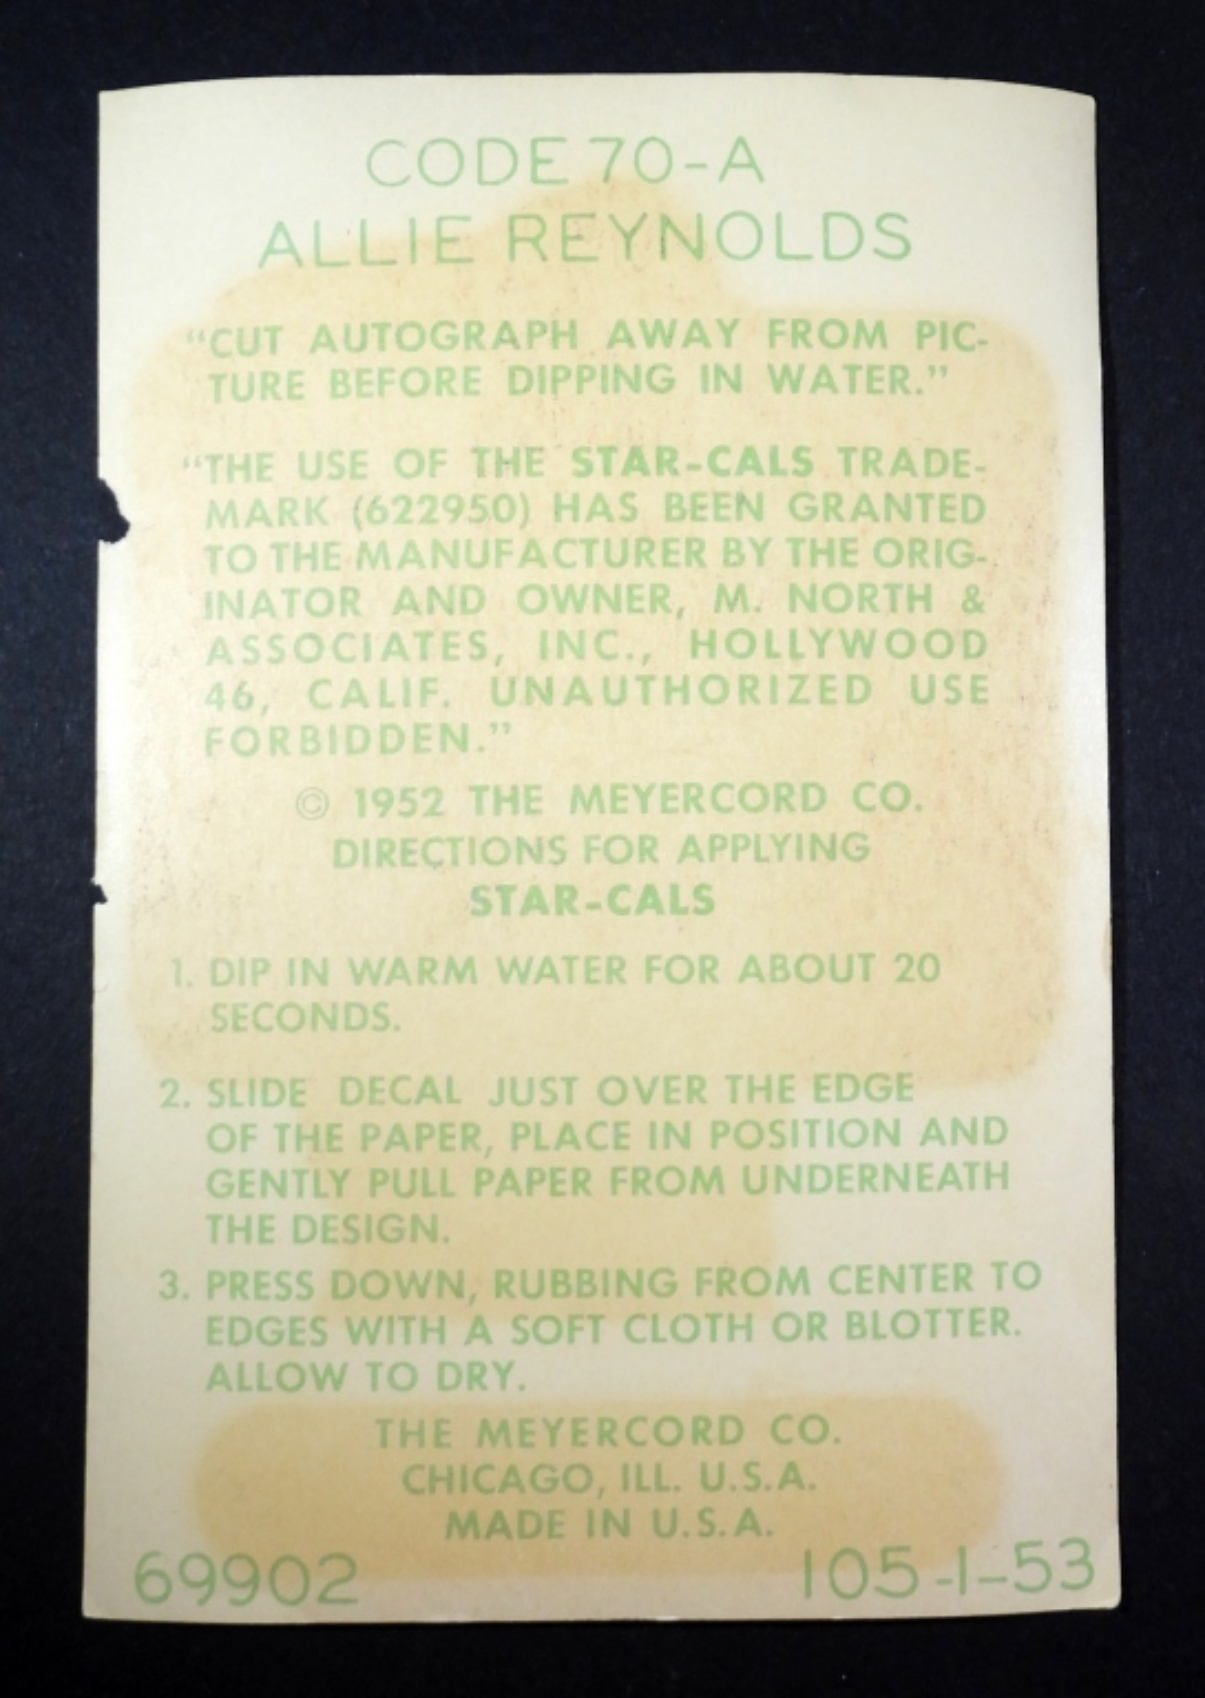 CODE 70-A
ALLIE REYNOLDS
“CUT AUTOGRAPH AWAY FROM PIC-
TURE BEFORE DIPPING IN WATER.”
“THE USE OF THE STAR-CALS TRADE-
MARK (622950) HAS BEEN GRANTED
TO THE MANUFACTURER BY THE ORIG-
INATOR AND OWNER, M. NORTH &
ASSOCIATES, INC., HOLLYWOOD
46, CALIF. UNAUTHORIZED USE
FORBIDDEN.”
© 1952 THE MEYERCORD CO.
DIRECTIONS FOR APPLYING
STAR-CALS
1. DIP IN WARM WATER FOR ABOUT 20
SECONDS.
2. SLIDE DECAL JUST OVER THE EDGE
OF THE PAPER, PLACE IN POSITION AND
GENTLY PULL PAPER FROM UNDERNEATH
THE DESIGN.
3. PRESS DOWN, RUBBING FROM CENTER TO
EDGES WITH A SOFT CLOTH OR BLOTTER.
ALLOW TO DRY.
THE MEYERCORD CO.
CHICAGO, ILL. U.S.A.
MADE IN U.S.A.
69902 105-1-53